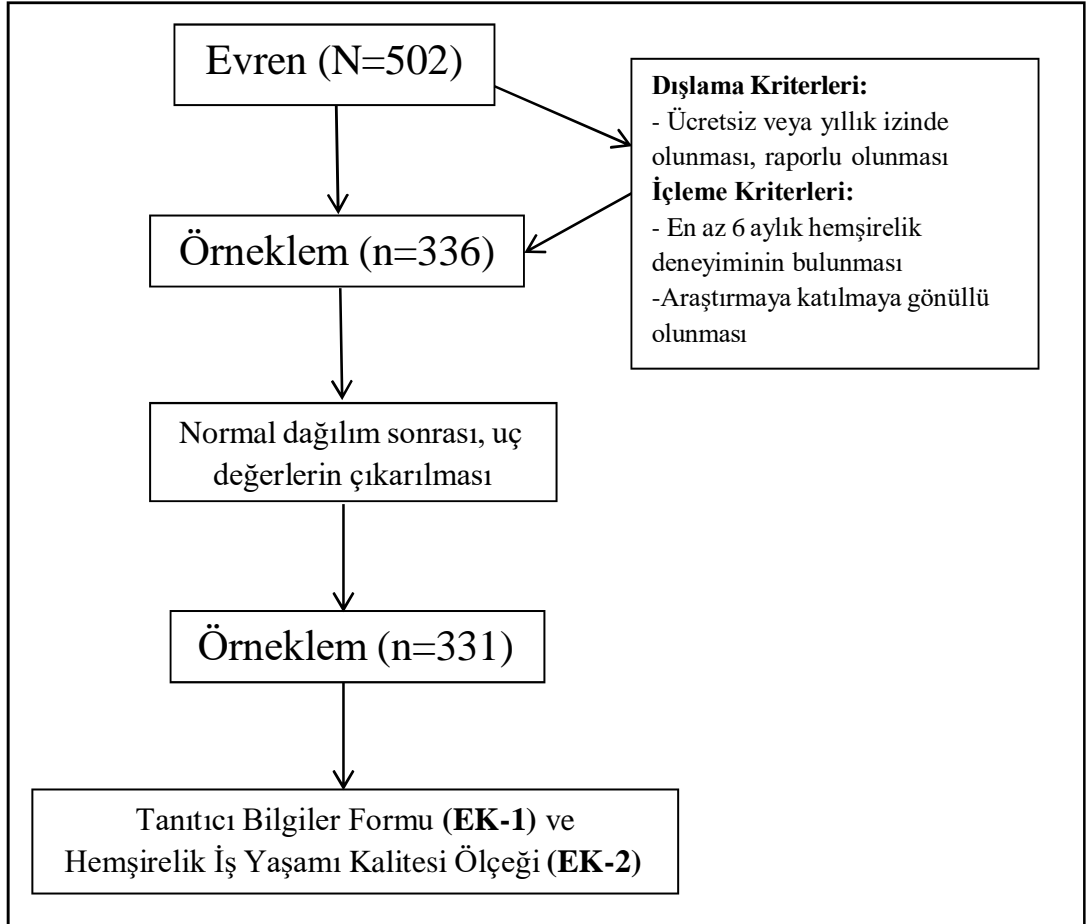 Evren (N=502)
Dışlama Kriterleri:
- Ücretsiz veya yıllık izinde
olunması, raporlu olunması
İçleme Kriterleri:
- En az 6 aylık hemşirelik
deneyiminin bulunması
-Araştırmaya katılmaya gönüllü
olunması
Örneklem (n=336)
Normal dağılım sonrası, uç
değerlerin çıkarılması
Örneklem (n=331)
Tanıtıcı Bilgiler Formu (EK-1) ve
Hemşirelik İş Yaşamı Kalitesi Ölçeği (EK-2)